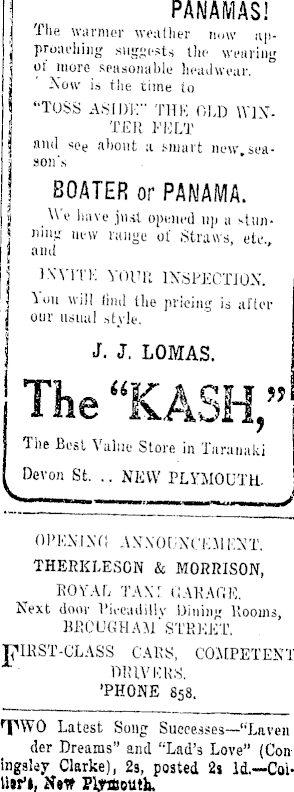 PANAMAS!
The warmer weather now ap-
proaching suggests the wearing
of more seasonable headwear.
Now is the time to
"TOSS ASIDE" THE OLD WIN-
TER FELT
and see about a smart new sea-
son's
BOATER or PANAMA.
We have just opened up a stun-
ning new range of Straws, etc.,
and
INVITE YOUR INSPECTION.
You will find the pricing is after
our usual style.
J. J. LOMAS.
The "KASH,"
The Best Value Store in Taranaki
Devon St. .. NEW PLYMOUTH.
OPENING ANNOUNCEMENT.
THERKLESON & MORRISON,
ROYAL TAXI GARAGE.
Next door Piccadilly Dining Rooms,
BROUGHAM STREET.
FIRST-CLASS CARS, COMPETENT
DRIVERS.
'PHONE 858.
TWO Latest Song Successes—"Laven
der Dreams" and "Lad's Love" (Con
ingsley Clarke), 2s, posted 2s 1d.—Col-
lier's, New Plymouth.